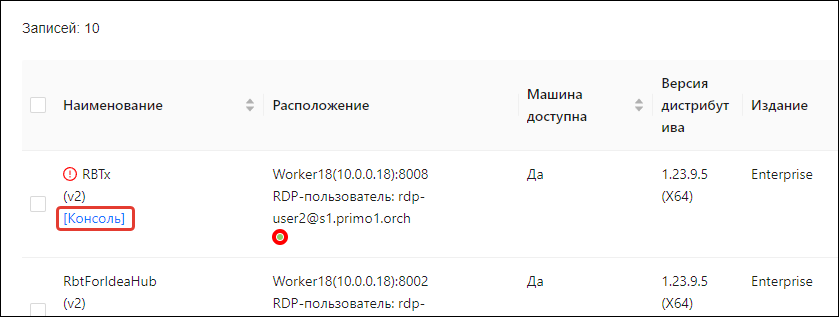 Записей: 10
Наименование
Расположение
Машина
доступна
Версия
дистрибут
ива
Издание
RBTx
(v2)
[Консоль]
Worker18(10.0.0.18):8008
RDP-пользователь: rdp-
user2@s1.primo1.orch
Да
1.23.9.5
(X64)
Enterprise
RbtForIdeaHub
(v2)
Worker18(10.0.0.18):8002
RDP-пользователь: rdp-
Да
1.23.9.5
(X64)
Enterprise